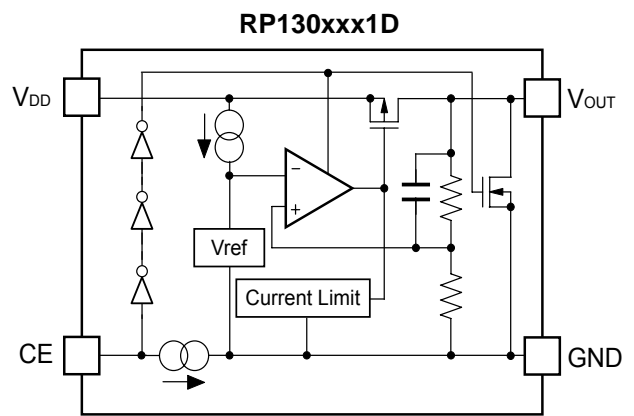 RP130xxx1D
VDD
VOUT
−
+
Vref
Current Limit
CE
GND